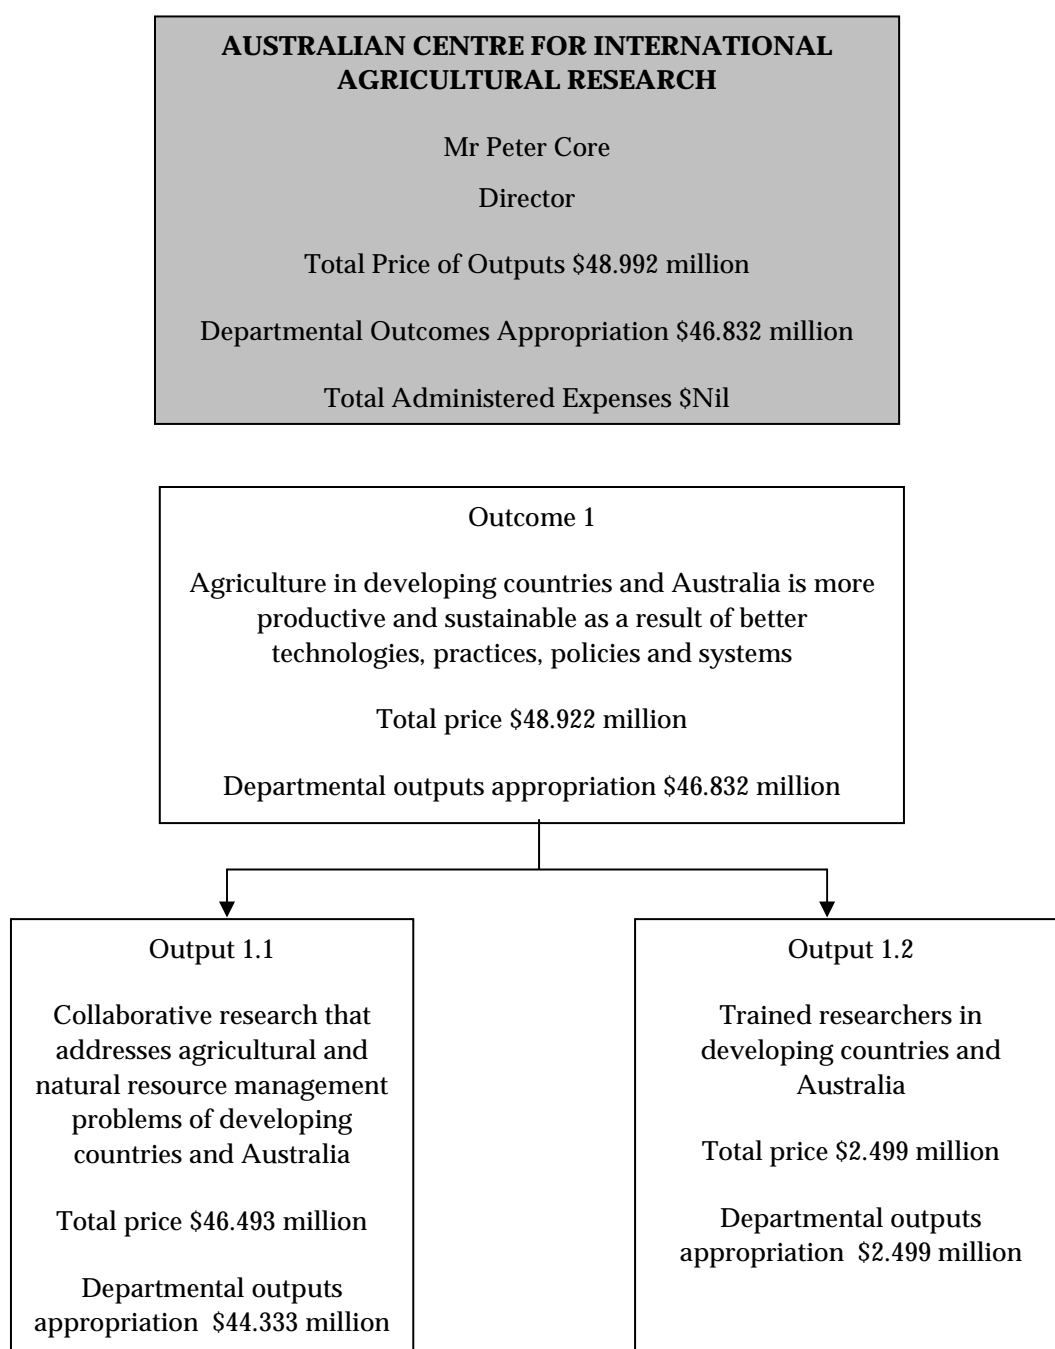 AUSTRALIAN CENTRE FOR INTERNATIONAL
AGRICULTURAL RESEARCH
Mr Peter Core
Director
Total Price of Outputs $48.992 million
Departmental Outcomes Appropriation $46.832 million
Total Administered Expenses $Nil
Outcome 1
Agriculture in developing countries and Australia is more
productive and sustainable as a result of better
technologies, practices, policies and systems
Total price $48.922 million
Departmental outputs appropriation $46.832 million
Output 1.1
Collaborative research that
addresses agricultural and
natural resource management
problems of developing
countries and Australia
Total price $46.493 million
Departmental outputs
appropriation $44.333 million
Output 1.2
Trained researchers in
developing countries and
Australia
Total price $2.499 million
Departmental outputs
appropriation $2.499 million